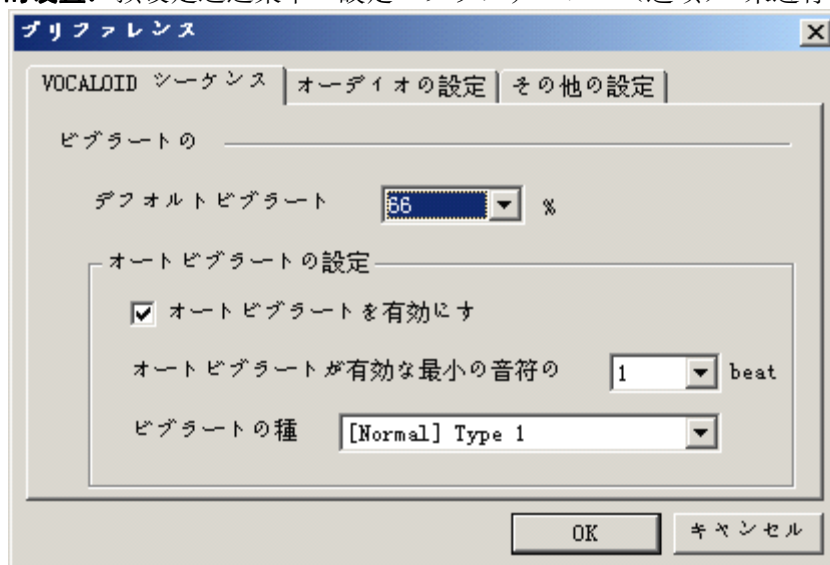 プリファレンス
VOCALOID シーケンス オーディオの設定 その他の設定
ビブラートの
デフォルトビブラート 66 %
オートビブラートの設定
オートビブラートを有効にす
オートビブラートが有効な最小の音符の 1 beat
ビブラートの種 [Normal] Type 1
OK キャンセル